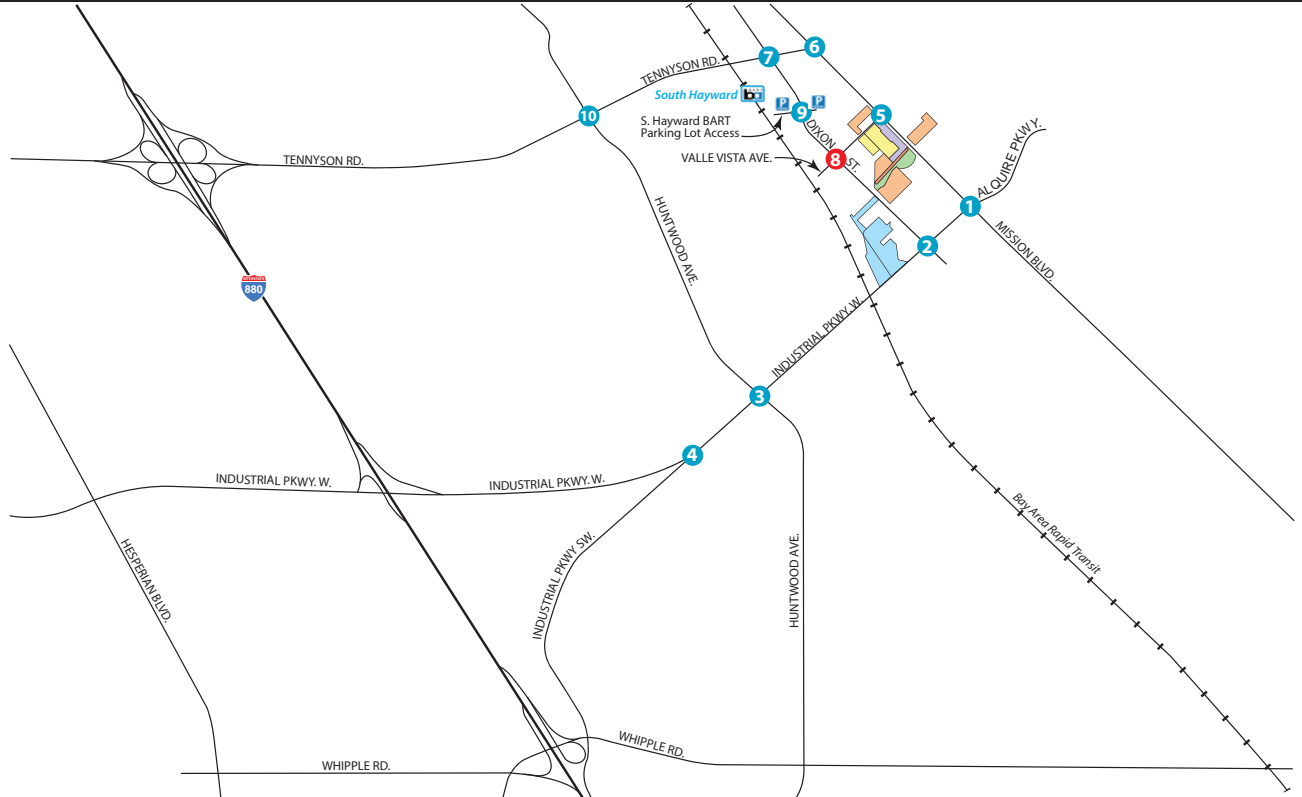 6
7
TENNYSON RD.
South Hayward
b
P
P
9
5
10
S. Hayward BART
Parking Lot Access
DIXON ST.
VALLE VISTA AVE.
8
TENNYSON RD.
ALQUIRE PKWY.
1
HUNTWOOD AVE.
MISSION BLVD.
2
880
INDUSTRIAL PKWY. W.
3
4
INDUSTRIAL PKWY. W.
INDUSTRIAL PKWY. W.
Bay Area Rapid Transit
HESPERIAN BLVD.
INDUSTRIAL PKWY SW.
HUNTWOOD AVE.
WHIPPLE RD.
WHIPPLE RD.